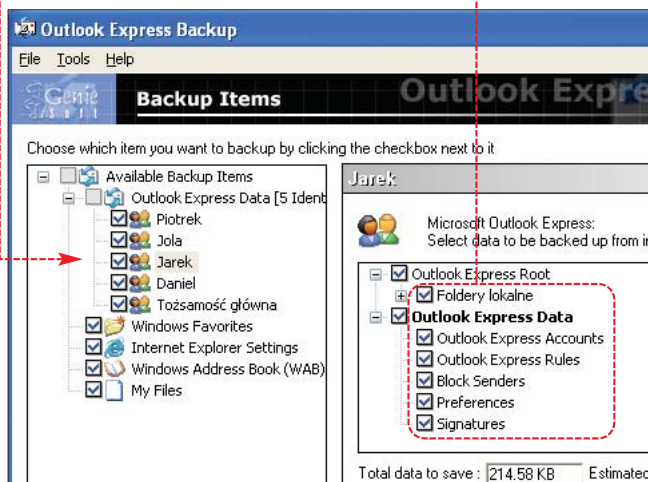 Outlook Express Backup
File Tools Help
Genie
Soft
Backup Items
Outlook Expre
Choose which item you want to backup by clicking the checkbox next to it
Available Backup Items
Outlook Express Data [5 Ident
Piotrek
Jola
Jarek
Daniel
Tożsamość główna
Windows Favorites
Internet Explorer Settings
Windows Address Book (WAB)
My Files
Jarek
Microsoft Outlook Express:
Select data to be backed up from
Outlook Express Root
Foldery lokalne
Outlook Express Data
Outlook Express Accounts
Outlook Express Rules
Block Senders
Preferences
Signatures
Total data to save : 214.58 KB Estimated